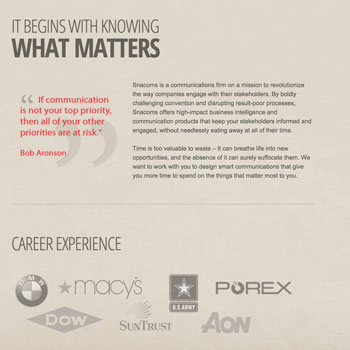 IT BEGINS WITH KNOWING
WHAT MATTERS
“ If communication
is not your top priority,
then all of your other
priorities are at risk.”
Bob Aronson
Snacoms is a communications firm on a mission to revolutionize
the way companies engage with their stakeholders. By boldly
challenging convention and disrupting result-poor processes,
Snacoms offers high-impact business intelligence and
communication products that keep your stakeholders informed and
engaged, without needlessly eating away at all of their time.
Time is too valuable to waste – It can breathe life into new
opportunities, and the absence of it can surely suffocate them. We
want to work with you to design smart communications that give
you more time to spend on the things that matter most to you.
CAREER EXPERIENCE
BMW
macy's
U.S.ARMY
POREX
DOW
SUNTRUST
AON